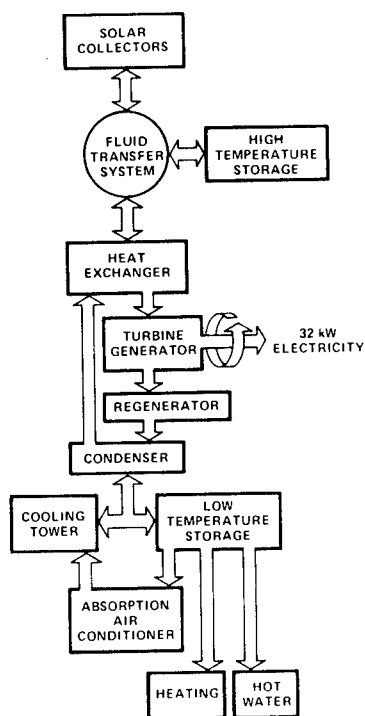 SOLAR
COLLECTORS
FLUID
TRANSFER
SYSTEM
HIGH
TEMPERATURE
STORAGE
HEAT
EXCHANGER
TURBINE
GENERATOR
32 kW
ELECTRICITY
REGENERATOR
CONDENSER
COOLING
TOWER
LOW
TEMPERATURE
STORAGE
ABSORPTION
AIR
CONDITIONER
HEATING
HOT
WATER